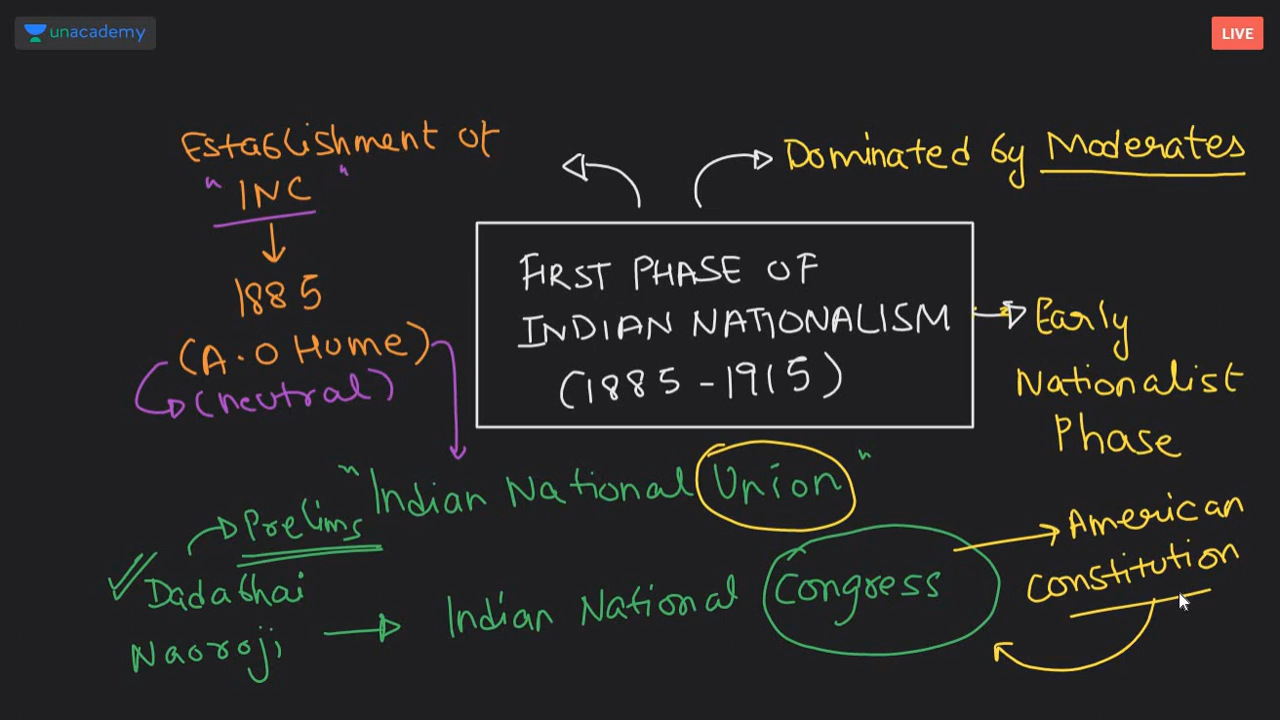 unacademy
LIVE
Establishment of
"INC"
1885
(A.O Home)
(neutral)
Dominated by Moderates
FIRST PHASE OF
INDIAN NATIONALISM
(1885-1915)
Early
Nationalist
Phase
"Indian National Union"
Prelims
Dadabhai
Naoroji
Indian National Congress
American
constitution